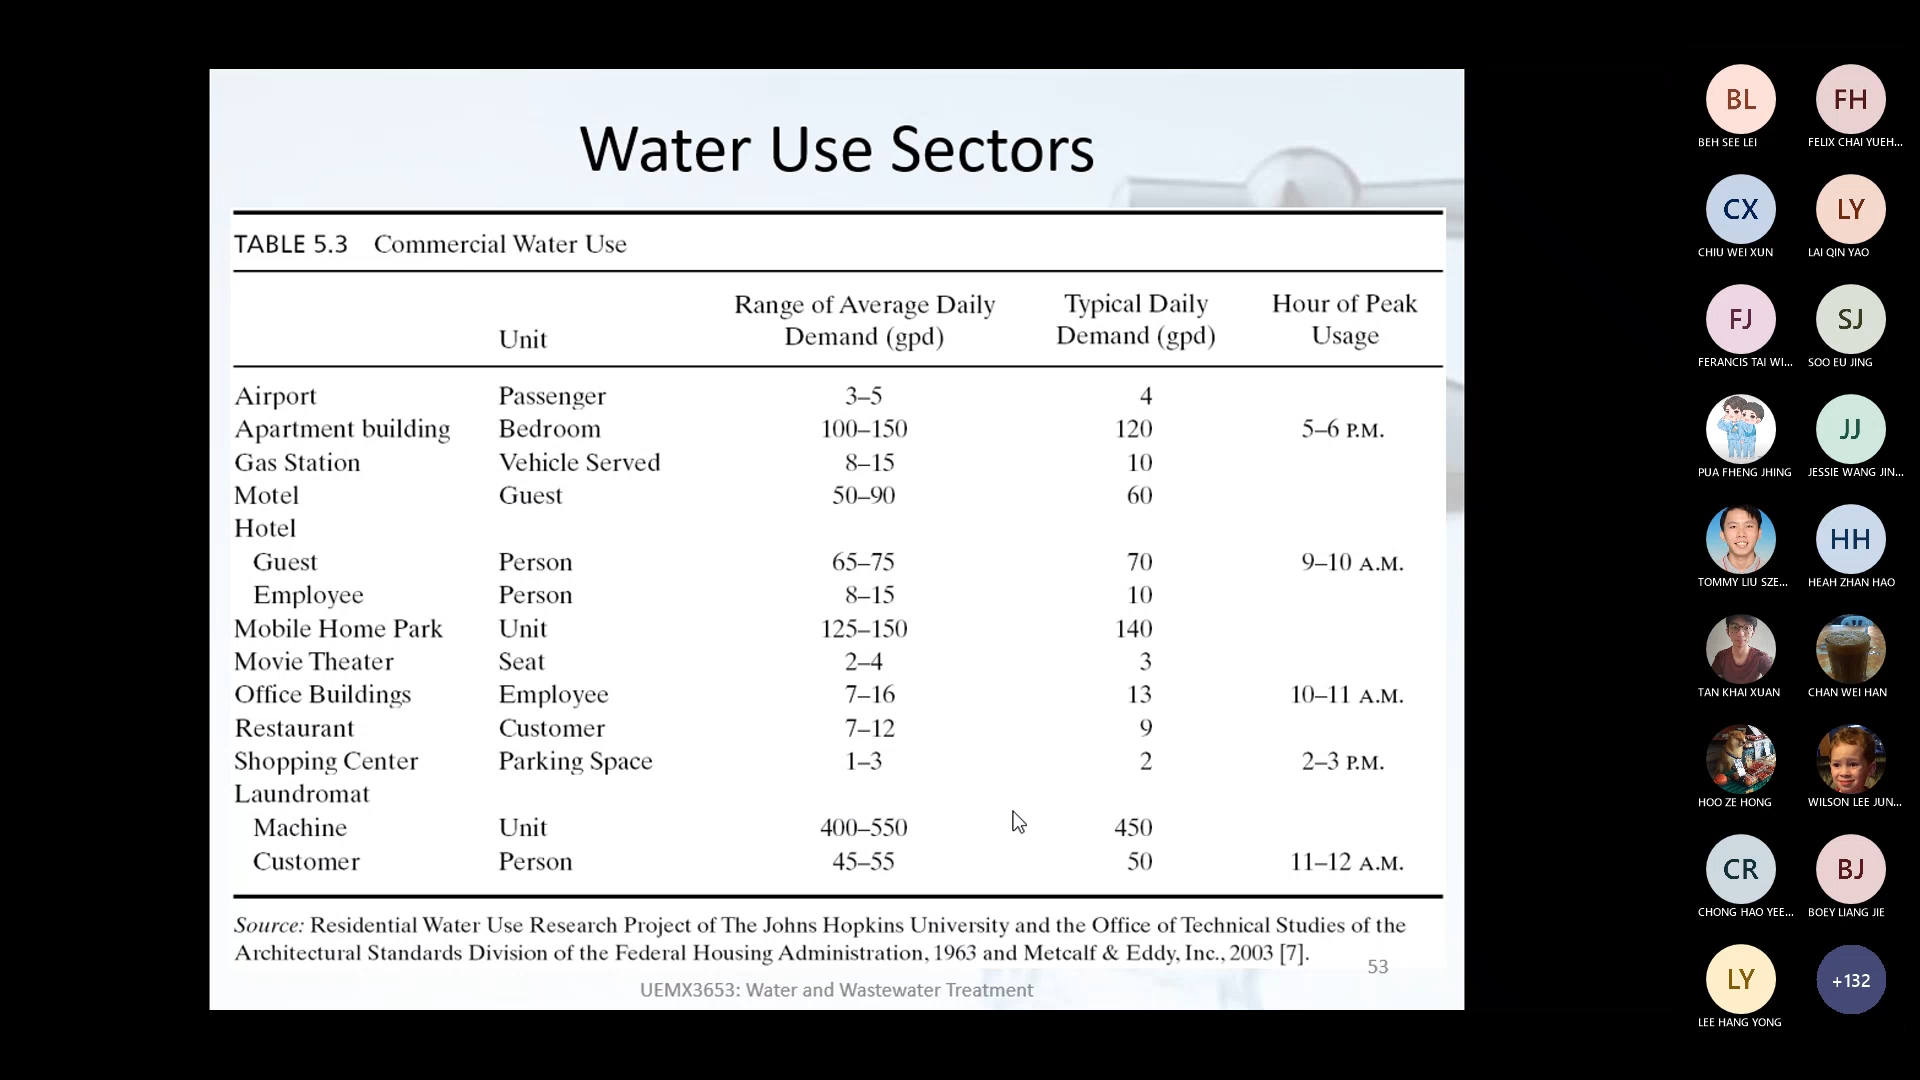 Water Use Sectors
TABLE 5.3 Commercial Water Use
Unit Range of Average Daily Demand (gpd) Typical Daily Demand (gpd) Hour of Peak Usage
Airport Passenger 3–5 4
Apartment building Bedroom 100–150 120 5–6 P.M.
Gas Station Vehicle Served 8–15 10
Motel Guest 50–90 60
Hotel
Guest Person 65–75 70 9–10 A.M.
Employee Person 8–15 10
Mobile Home Park Unit 125–150 140
Movie Theater Seat 2–4 3
Office Buildings Employee 7–16 13 10–11 A.M.
Restaurant Customer 7–12 9
Shopping Center Parking Space 1–3 2 2–3 P.M.
Laundromat
Machine Unit 400–550 450
Customer Person 45–55 50 11–12 A.M.
Source: Residential Water Use Research Project of The Johns Hopkins University and the Office of Technical Studies of the
Architectural Standards Division of the Federal Housing Administration, 1963 and Metcalf & Eddy, Inc., 2003 [7].
53
UEMX3653: Water and Wastewater Treatment
BL FH
BEH SEE LEI FELIX CHAI YUEH...
CX LY
CHIU WEI XUN LAI QIN YAO
FJ SJ
FERANCIS TAI WI... SOO EU JING
JJ
PUA FHENG JHING JESSIE WANG JIN...
HH
TOMMY LIU SZE... HEAH ZHAN HAO
TAN KHAI XUAN CHAN WEI HAN
HOO ZE HONG WILSON LEE JUN...
CR BJ
CHONG HAO YEE... BOEY LIANG JIE
LY +132
LEE HANG YONG